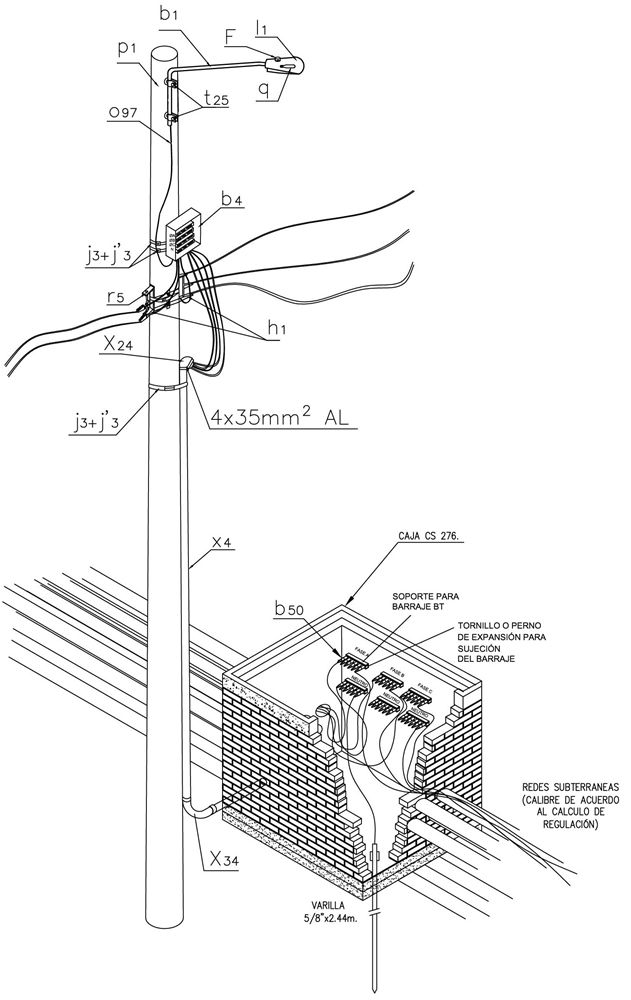 b1
F
l1
p1
q
t25
O97
b4
j3+j'3
r5
h1
X24
j3+j'3
4x35mm² AL
X4
CAJA CS 276.
SOPORTE PARA
BARRAJE BT
b50
TORNILLO O PERNO
DE EXPANSIÓN PARA
SUJECIÓN
DEL BARRAJE
FASE A
FASE B
FASE C
NEUTRO
NEUTRO
NEUTRO
REDES SUBTERRANEAS
(CALIBRE DE ACUERDO
AL CALCULO DE
REGULACIÓN)
X34
VARILLA
5/8"x2.44m.